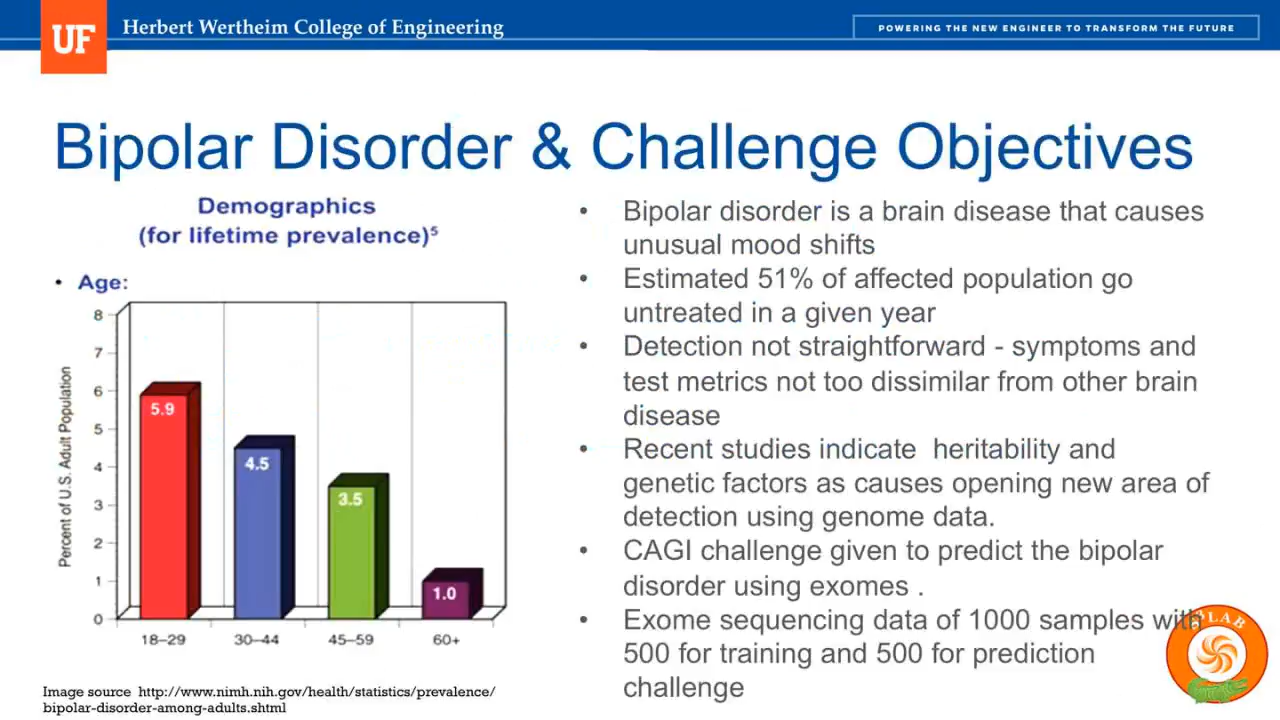 UF
Herbert Wertheim College of Engineering
POWERING THE NEW ENGINEER TO TRANSFORM THE FUTURE
Bipolar Disorder & Challenge Objectives
Demographics
(for lifetime prevalence)⁵
• Age:
Percent of U.S. Adult Population
8
7
6
5
4
3
2
1
0
5.9
4.5
3.5
1.0
18–29
30–44
45–59
60+
Image source http://www.nimh.nih.gov/health/statistics/prevalence/
bipolar-disorder-among-adults.shtml
• Bipolar disorder is a brain disease that causes
unusual mood shifts
• Estimated 51% of affected population go
untreated in a given year
• Detection not straightforward - symptoms and
test metrics not too dissimilar from other brain
disease
• Recent studies indicate  heritability and
genetic factors as causes opening new area of
detection using genome data.
• CAGI challenge given to predict the bipolar
disorder using exomes .
• Exome sequencing data of 1000 samples with
500 for training and 500 for prediction
challenge